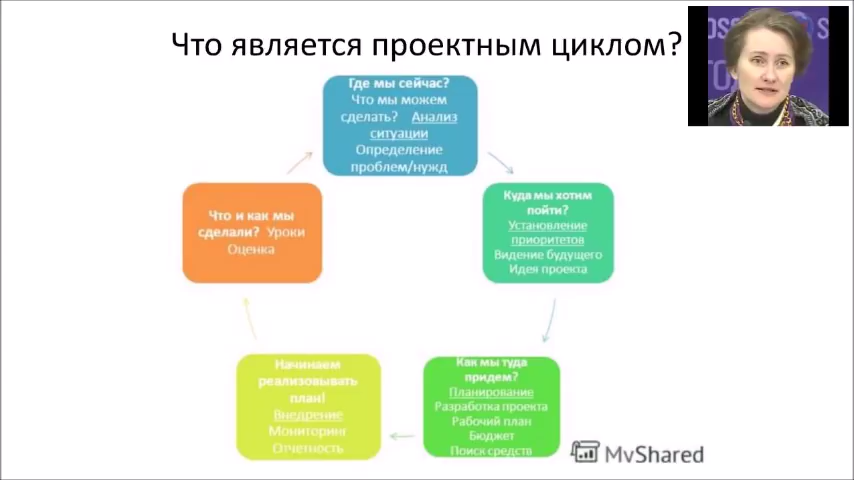 Что является проектным циклом?
Где мы сейчас?
Что мы можем
сделать? Анализ
ситуации
Определение
проблем/нужд
Куда мы хотим
пойти?
Установление
приоритетов
Видение будущего
Идея проекта
Как мы туда
придем?
Планирование
Разработка проекта
Рабочий план
Бюджет
Поиск средств
Начинаем
реализовывать
план!
Внедрение
Мониторинг
Отчетность
Что и как мы
сделали? Уроки
Оценка
MyShared